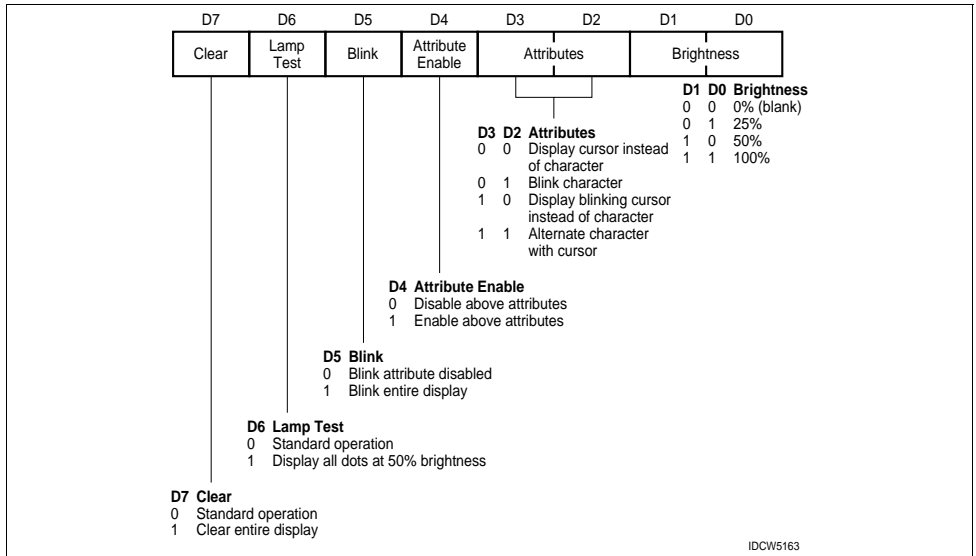 D7 D6 D5 D4 D3 D2 D1 D0
Clear
Lamp
Test
Blink
Attribute
Enable
Attributes
Brightness
D1 D0 Brightness
0 0 0% (blank)
0 1 25%
1 0 50%
1 1 100%
D3 D2 Attributes
0 0 Display cursor instead
of character
0 1 Blink character
1 0 Display blinking cursor
instead of character
1 1 Alternate character
with cursor
D4 Attribute Enable
0 Disable above attributes
1 Enable above attributes
D5 Blink
0 Blink attribute disabled
1 Blink entire display
D6 Lamp Test
0 Standard operation
1 Display all dots at 50% brightness
D7 Clear
0 Standard operation
1 Clear entire display
IDCW5163